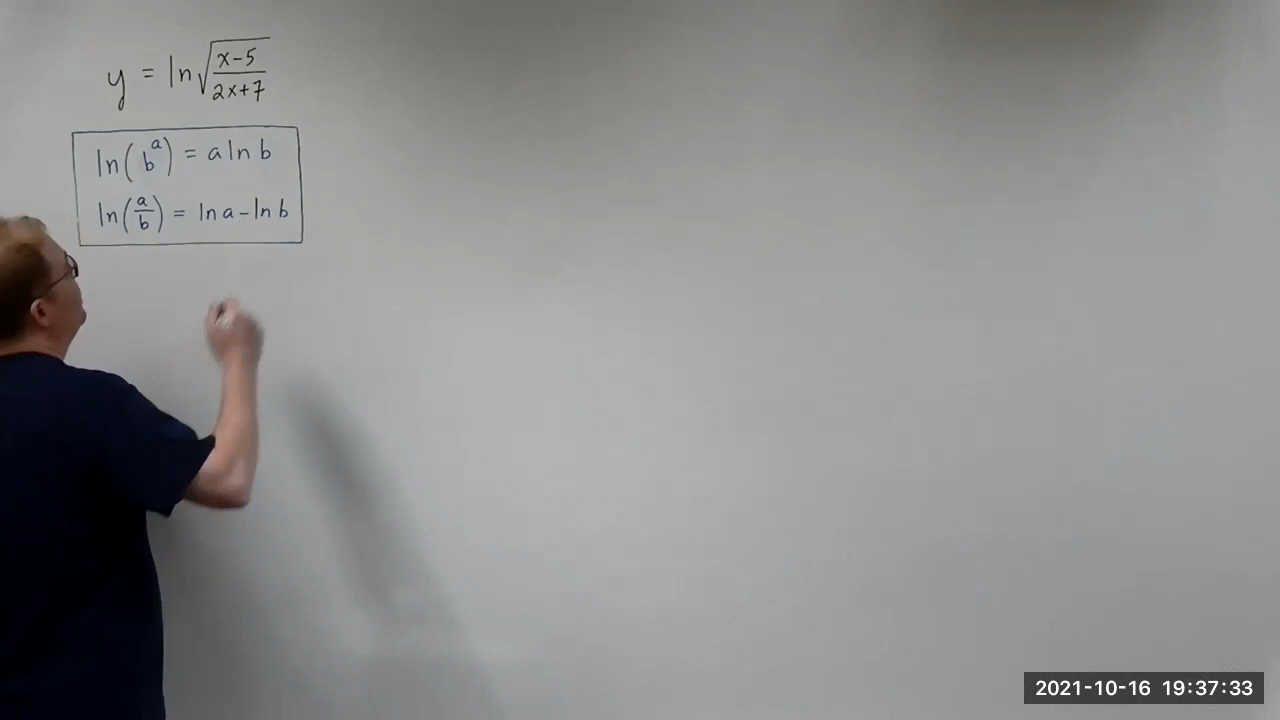 y = ln√((x-5)/(2x+7))
ln(b^a) = a ln b
ln(a/b) = ln a - ln b
2021-10-16 19:37:33